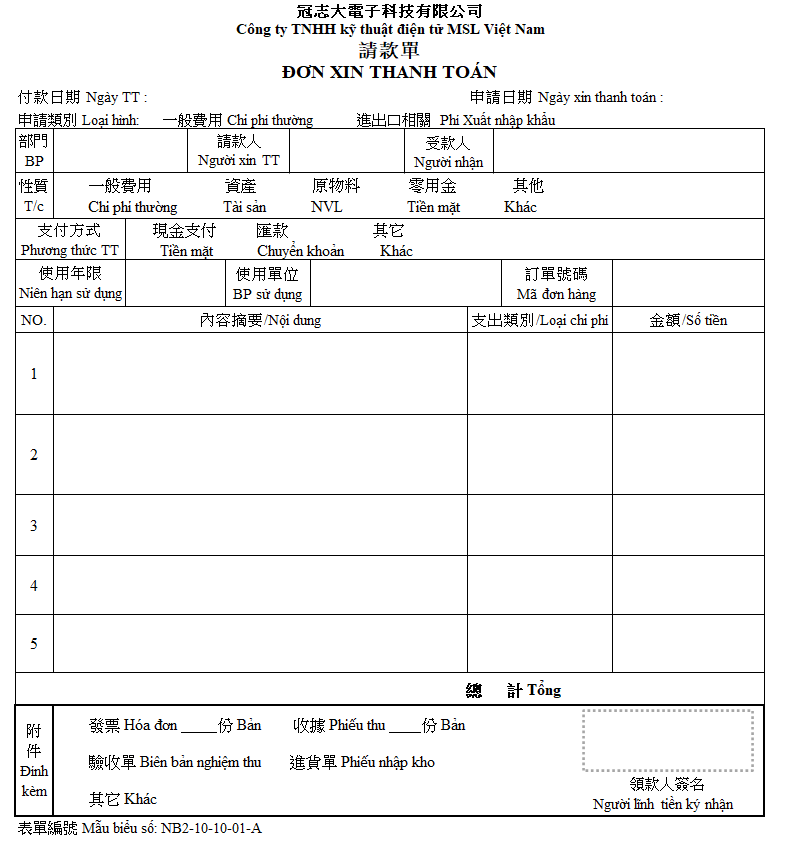 冠志大電子科技有限公司
Công ty TNHH kỹ thuật điện tử MSL Việt Nam
請款單
ĐƠN XIN THANH TOÁN
付款日期 Ngày TT : 申請日期 Ngày xin thanh toán :
申請類別 Loại hình: 一般費用 Chi phí thường 進出口相關 Phí Xuất nhập khẩu
部門 請款人 受款人
BP Người xin TT Người nhận
性質 一般費用 資產 原物料 零用金 其他
T/c Chi phí thường Tài sản NVL Tiền mặt Khác
支付方式 現金支付 匯款 其它
Phương thức TT Tiền mặt Chuyển khoản Khác
使用年限 使用單位 訂單號碼
Niên hạn sử dụng BP sử dụng Mã đơn hàng
NO. 內容摘要/Nội dung 支出類別/Loại chi phí 金額/Số tiền
1
2
3
4
5
總 計 Tổng
附件 Đinh kèm
發票 Hóa đơn ____份 Bản 收據 Phiếu thu ____份 Bản
驗收單 Biên bản nghiệm thu 進貨單 Phiếu nhập kho
其它 Khác
領款人簽名
Người lĩnh tiền ký nhận
表單編號 Mẫu biểu số: NB2-10-10-01-A